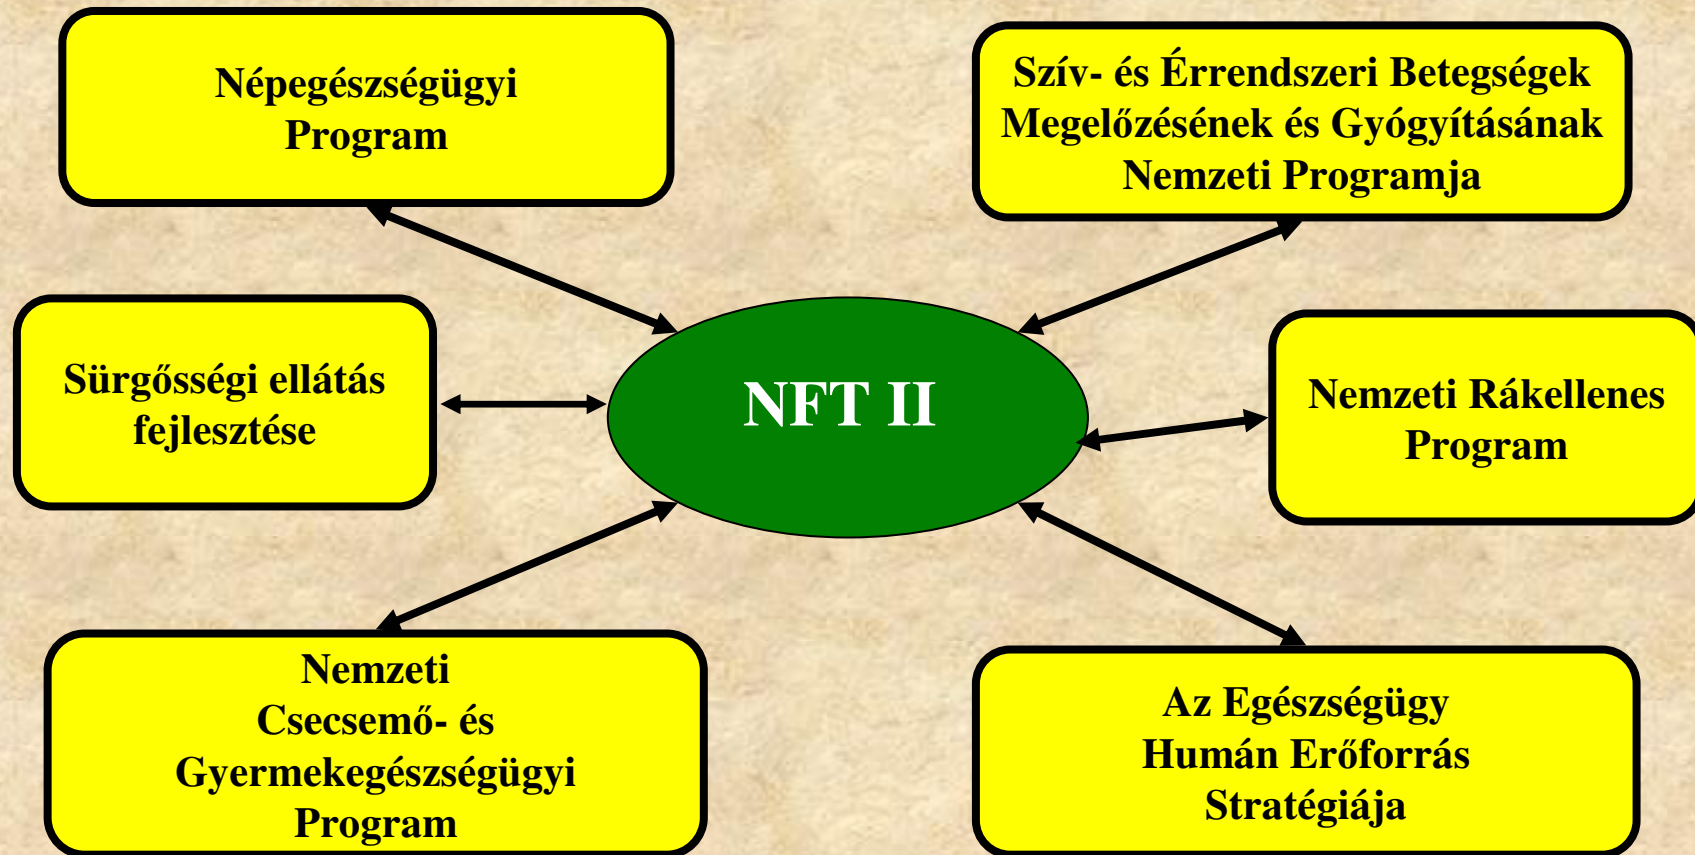 Népegészségügyi
Program
Szív- és Érrendszeri Betegségek
Megelőzésének és Gyógyításának
Nemzeti Programja
Sürgősségi ellátás
fejlesztése
NFT II
Nemzeti Rákellenes
Program
Nemzeti
Csecsemő- és
Gyermekegészségügyi
Program
Az Egészségügy
Humán Erőforrás
Stratégiája